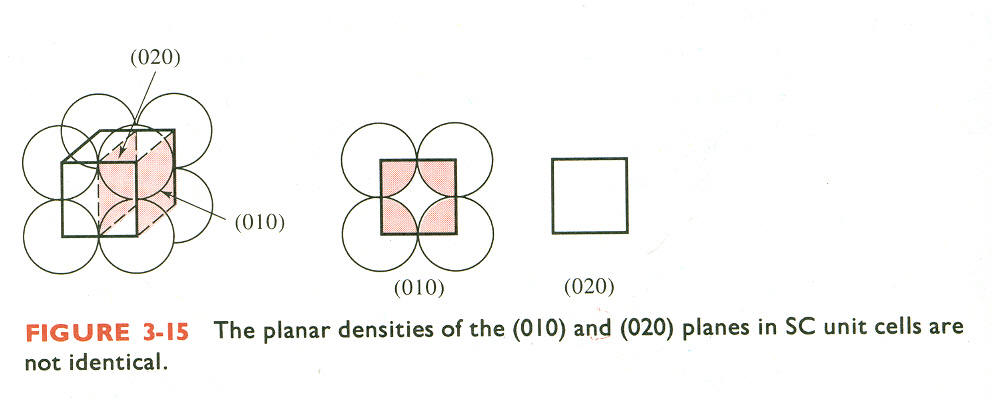 (020)
(010)
(010)
(020)
FIGURE 3-15 The planar densities of the (010) and (020) planes in SC unit cells are
not identical.